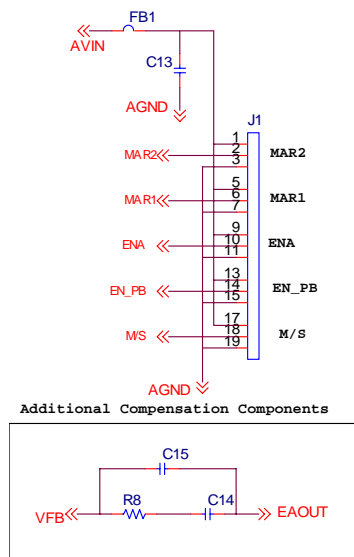 FB1
AVIN
C13
AGND
J1
1
MAR2 2 MAR2
3
5
MAR1 6 MAR1
7
9
ENA 10 ENA
11
13
EN_PB 14 EN_PB
15
17
M/S 18 M/S
19
AGND
Additional Compensation Components
C15
R8 C14
VFB EAOUT